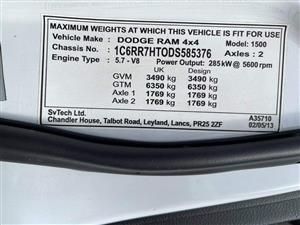 MAXIMUM WEIGHTS AT WHICH THIS VEHICLE IS FIT FOR USE
Vehicle Make : DODGE RAM 4x4 Model : 1500
Chassis No. : 1C6RR7HTODS585376 Axles : 2
Engine Type : 5.7 - V8 Power Output: 285kW @ 5600 rpm
UK Design
GVM 3490 kg 3490 kg
GTM 6350 kg 6350 kg
Axle 1 1769 kg 1769 kg
Axle 2 1769 kg 1769 kg
SvTech Ltd. A35710
Chandler House, Talbot Road, Leyland, Lancs, PR25 2ZF 02/05/13